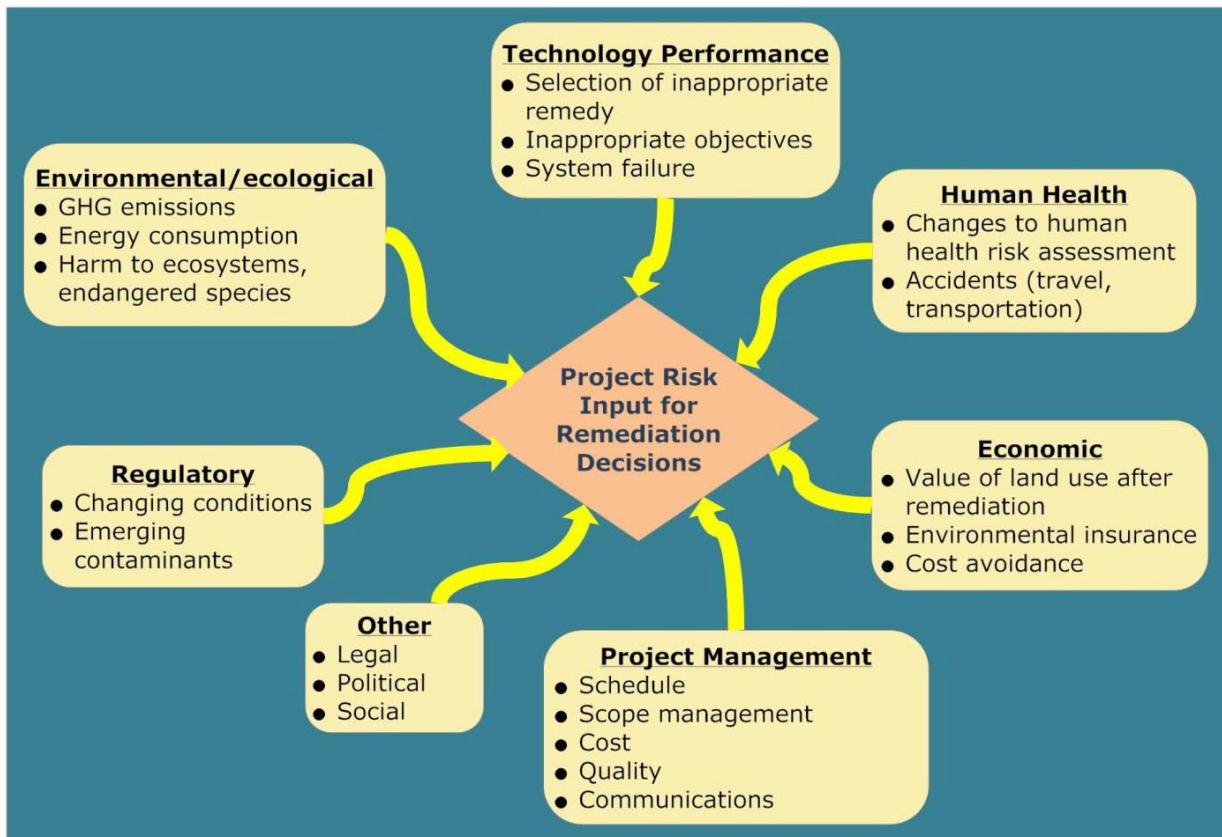 Technology Performance
● Selection of inappropriate
remedy
● Inappropriate objectives
● System failure
Environmental/ecological
● GHG emissions
● Energy consumption
● Harm to ecosystems,
endangered species
Human Health
● Changes to human
health risk assessment
● Accidents (travel,
transportation)
Project Risk
Input for
Remediation
Decisions
Regulatory
● Changing conditions
● Emerging
contaminants
Economic
● Value of land use after
remediation
● Environmental insurance
● Cost avoidance
Other
● Legal
● Political
● Social
Project Management
● Schedule
● Scope management
● Cost
● Quality
● Communications